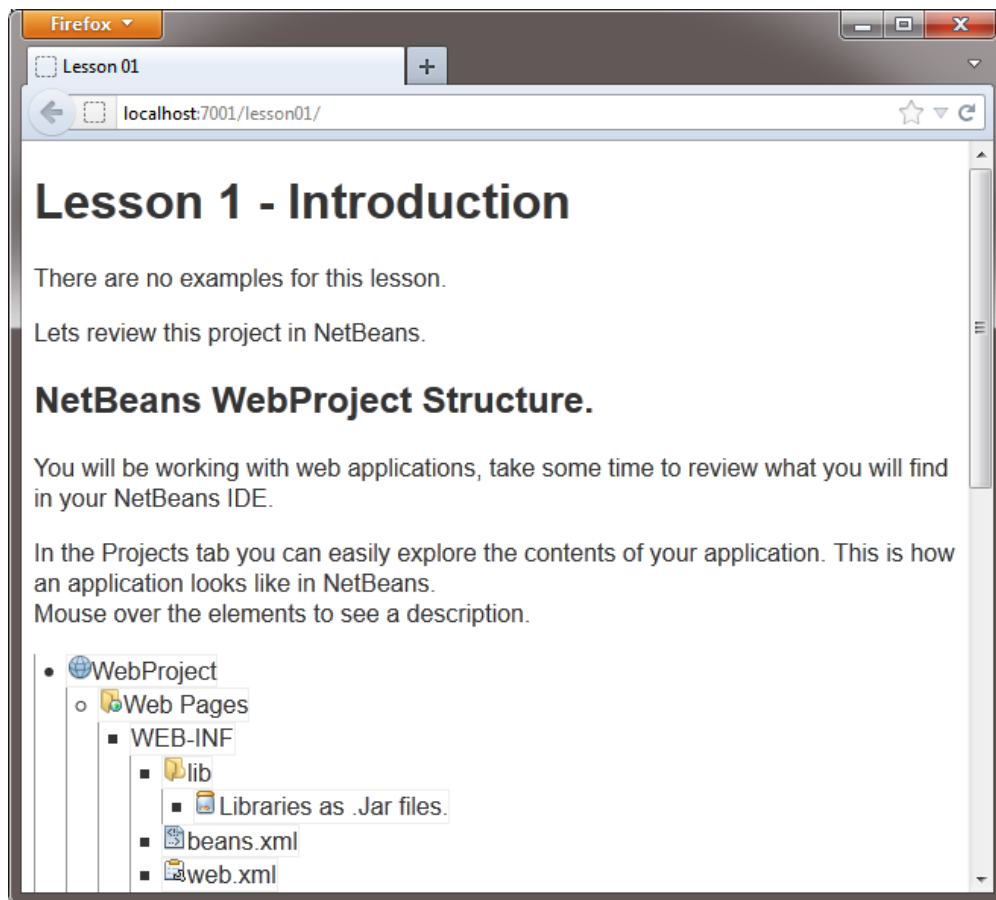 Firefox
Lesson 01
localhost:7001/lesson01/
Lesson 1 - Introduction
There are no examples for this lesson.
Lets review this project in NetBeans.
NetBeans WebProject Structure.
You will be working with web applications, take some time to review what you will find
in your NetBeans IDE.
In the Projects tab you can easily explore the contents of your application. This is how
an application looks like in NetBeans.
Mouse over the elements to see a description.
WebProject
Web Pages
WEB-INF
lib
Libraries as .Jar files.
beans.xml
web.xml